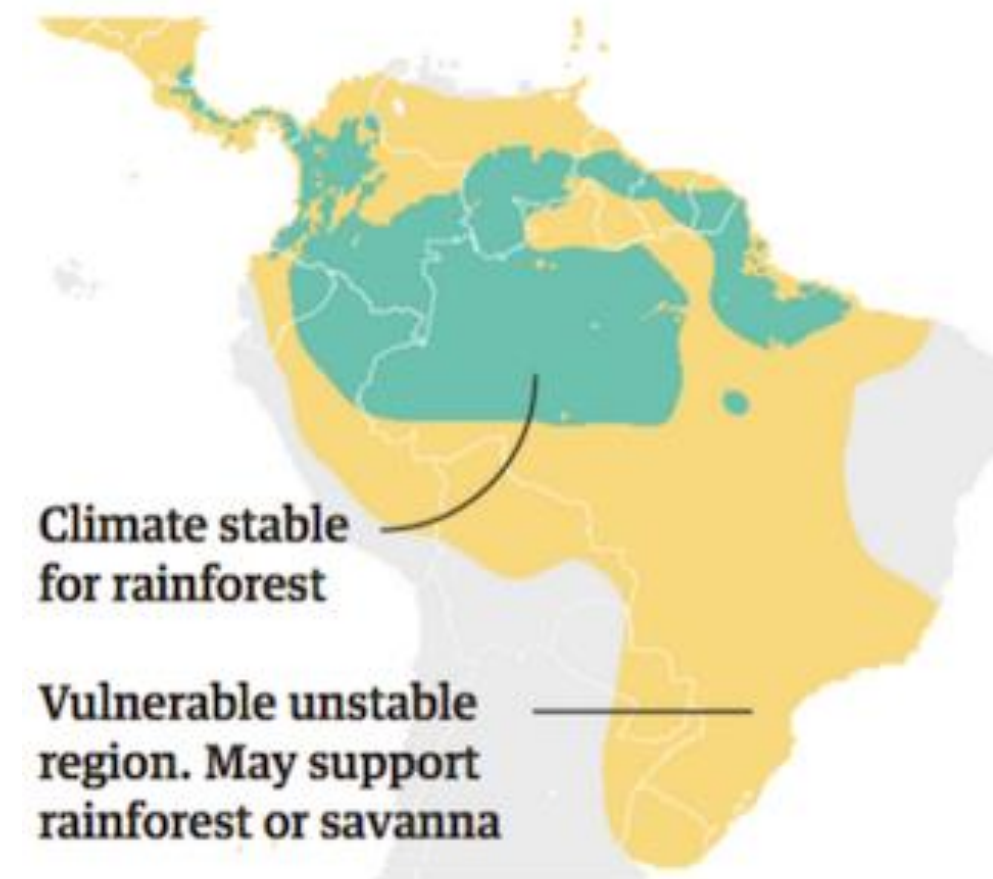 Climate stable
for rainforest
Vulnerable unstable
region. May support
rainforest or savanna